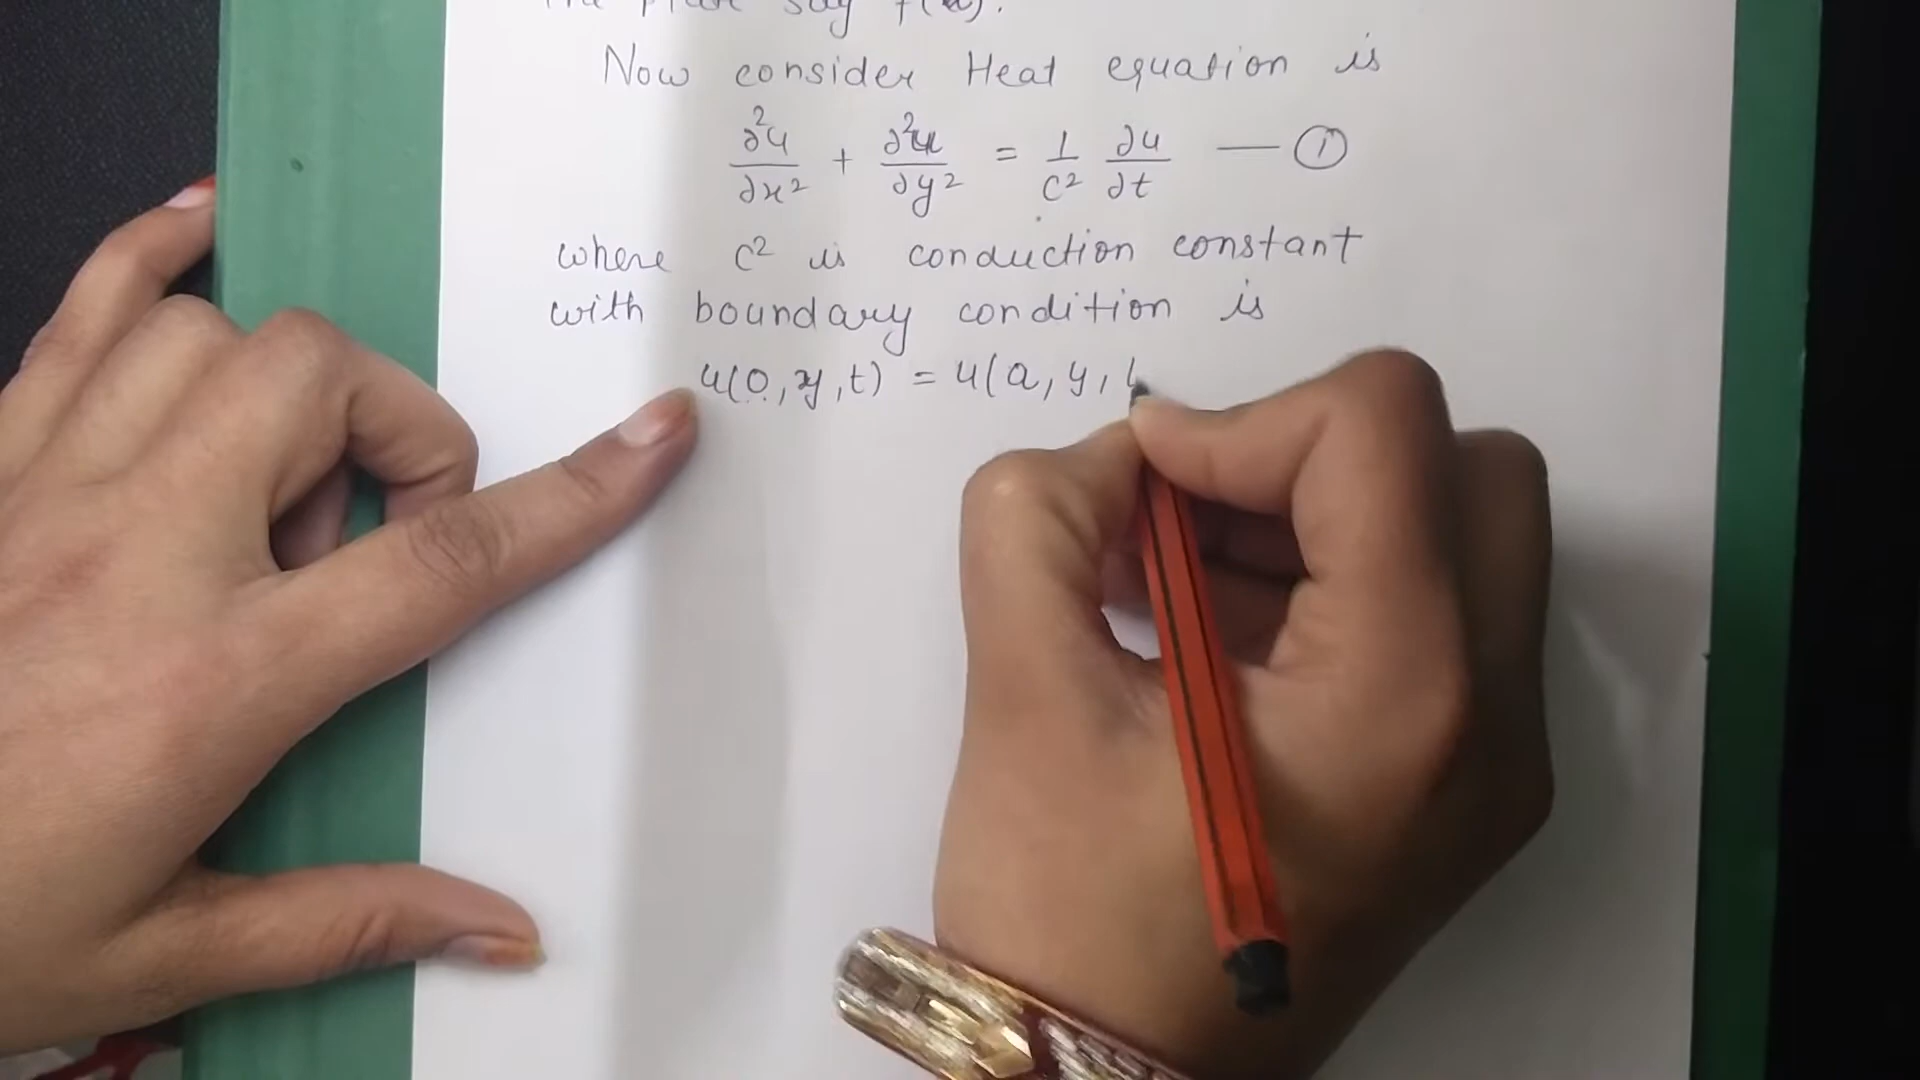 say
Now consider Heat equation is
∂²u/∂x² + ∂²u/∂y² = 1/c² ∂u/∂t — ①
where c² is conduction constant
with boundary condition is
u(0,y,t) = u(a,y,